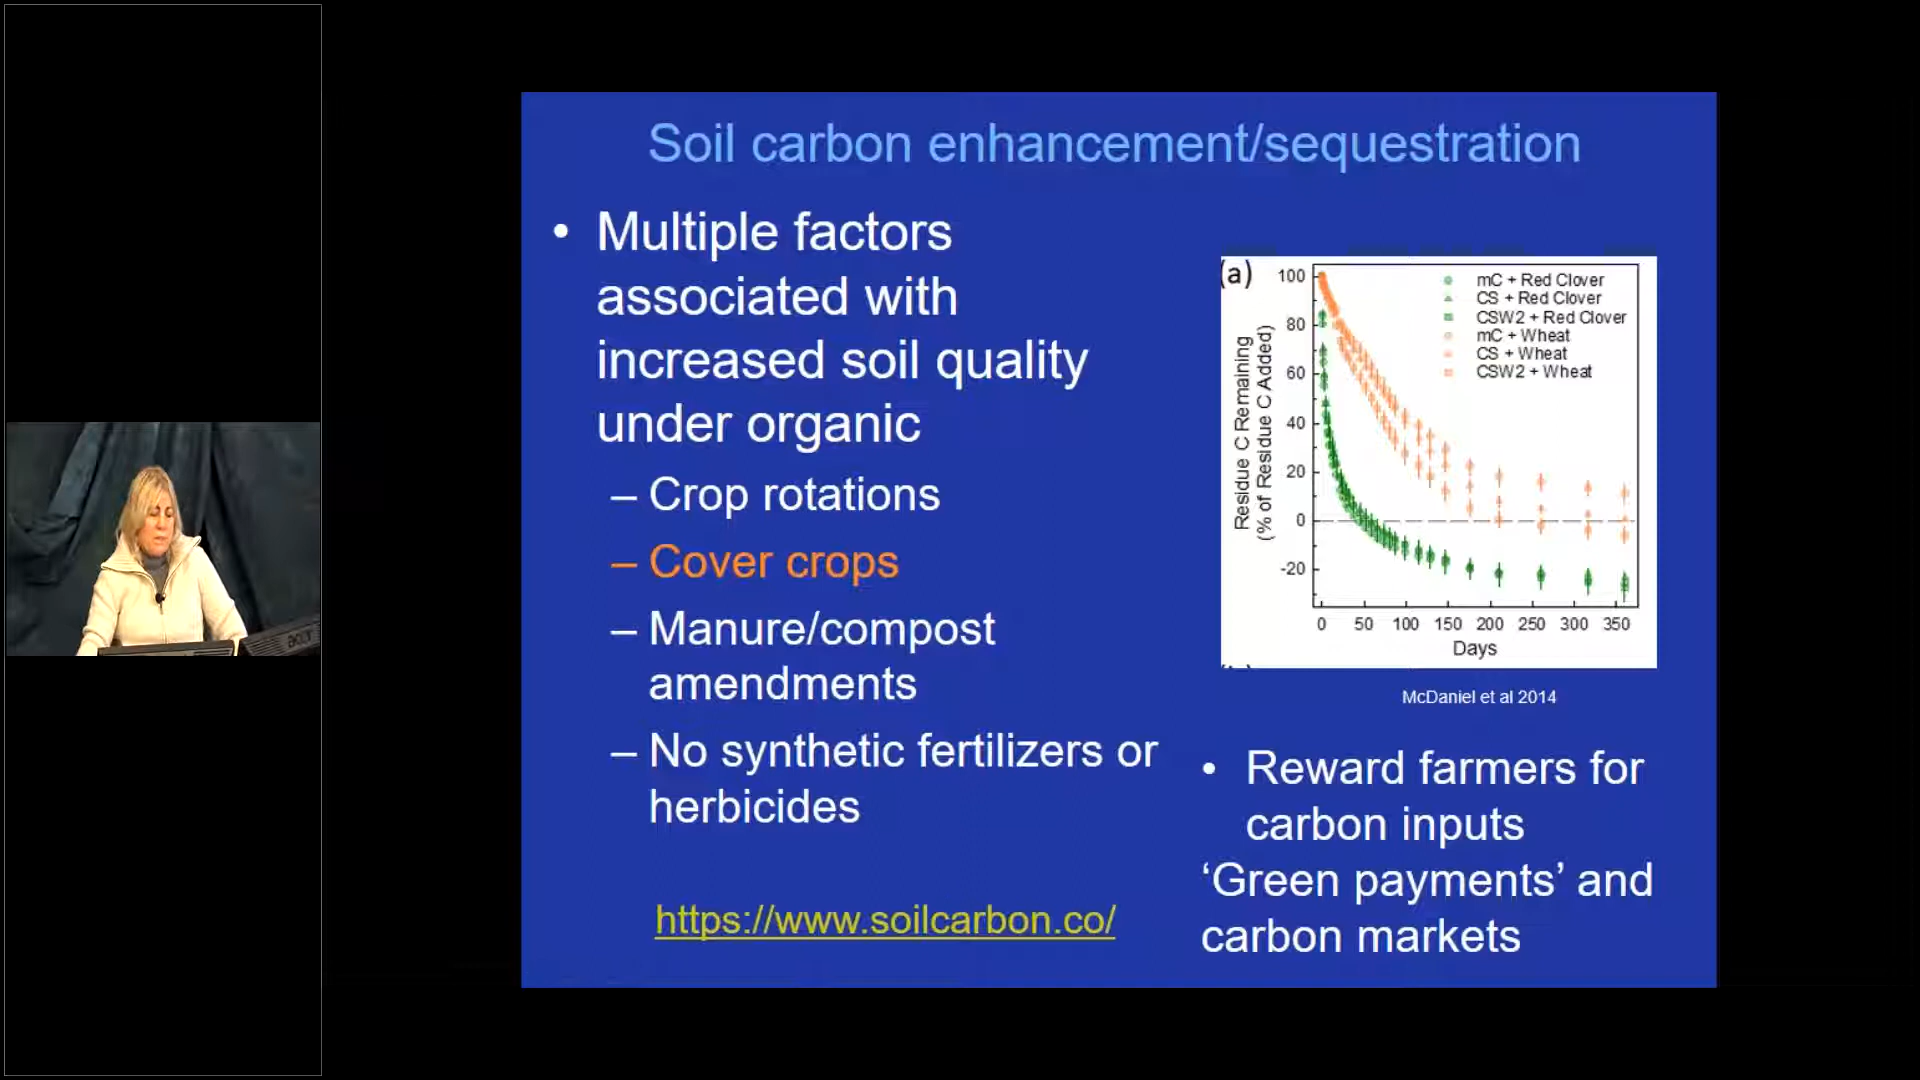 Soil carbon enhancement/sequestration
• Multiple factors
associated with
increased soil quality
under organic
– Crop rotations
– Cover crops
– Manure/compost
amendments
– No synthetic fertilizers or
herbicides
https://www.soilcarbon.co/
(a)
Residue C Remaining
(% of Residue C Added)
100
80
60
40
20
0
-20
mC + Red Clover
CS + Red Clover
CSW2 + Red Clover
mC + Wheat
CS + Wheat
CSW2 + Wheat
0 50 100 150 200 250 300 350
Days
McDaniel et al 2014
• Reward farmers for
carbon inputs
‘Green payments’ and
carbon markets
acer